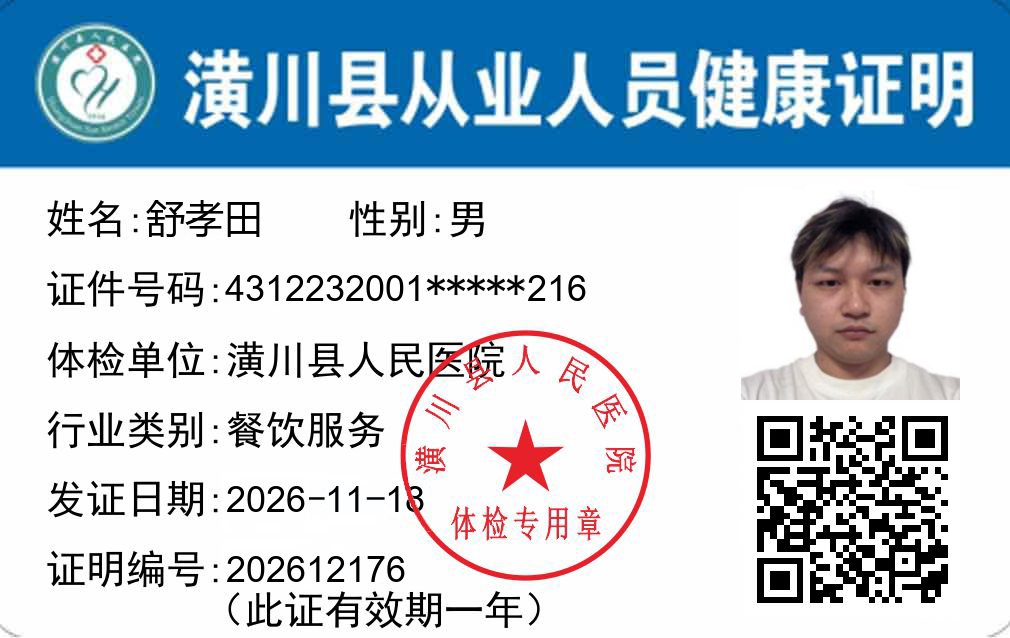 潢川县从业人员健康证明
姓名:舒孝田 性别:男
证件号码:4312232001*****216
体检单位:潢川县人民医院
行业类别:餐饮服务
发证日期:2026-11-18
证明编号:202612176
（此证有效期一年）
潢川县人民医院
体检专用章